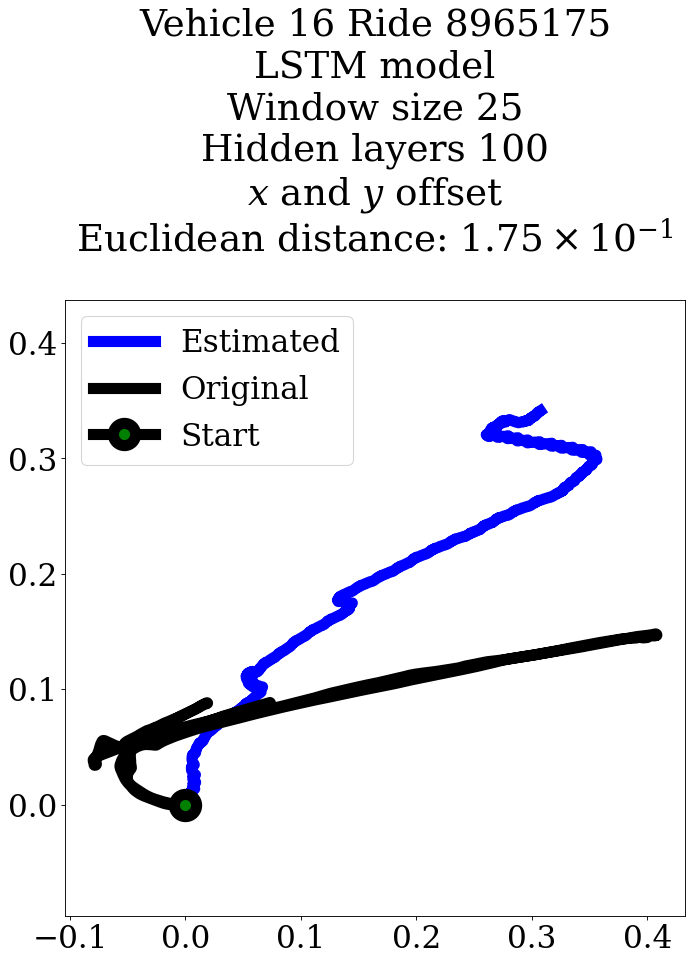 Vehicle 16 Ride 8965175
LSTM model
Window size 25
Hidden layers 100
x and y offset
Euclidean distance: 1.75 × 10⁻¹
Estimated
Original
Start
0.4
0.3
0.2
0.1
0.0
−0.1 0.0 0.1 0.2 0.3 0.4